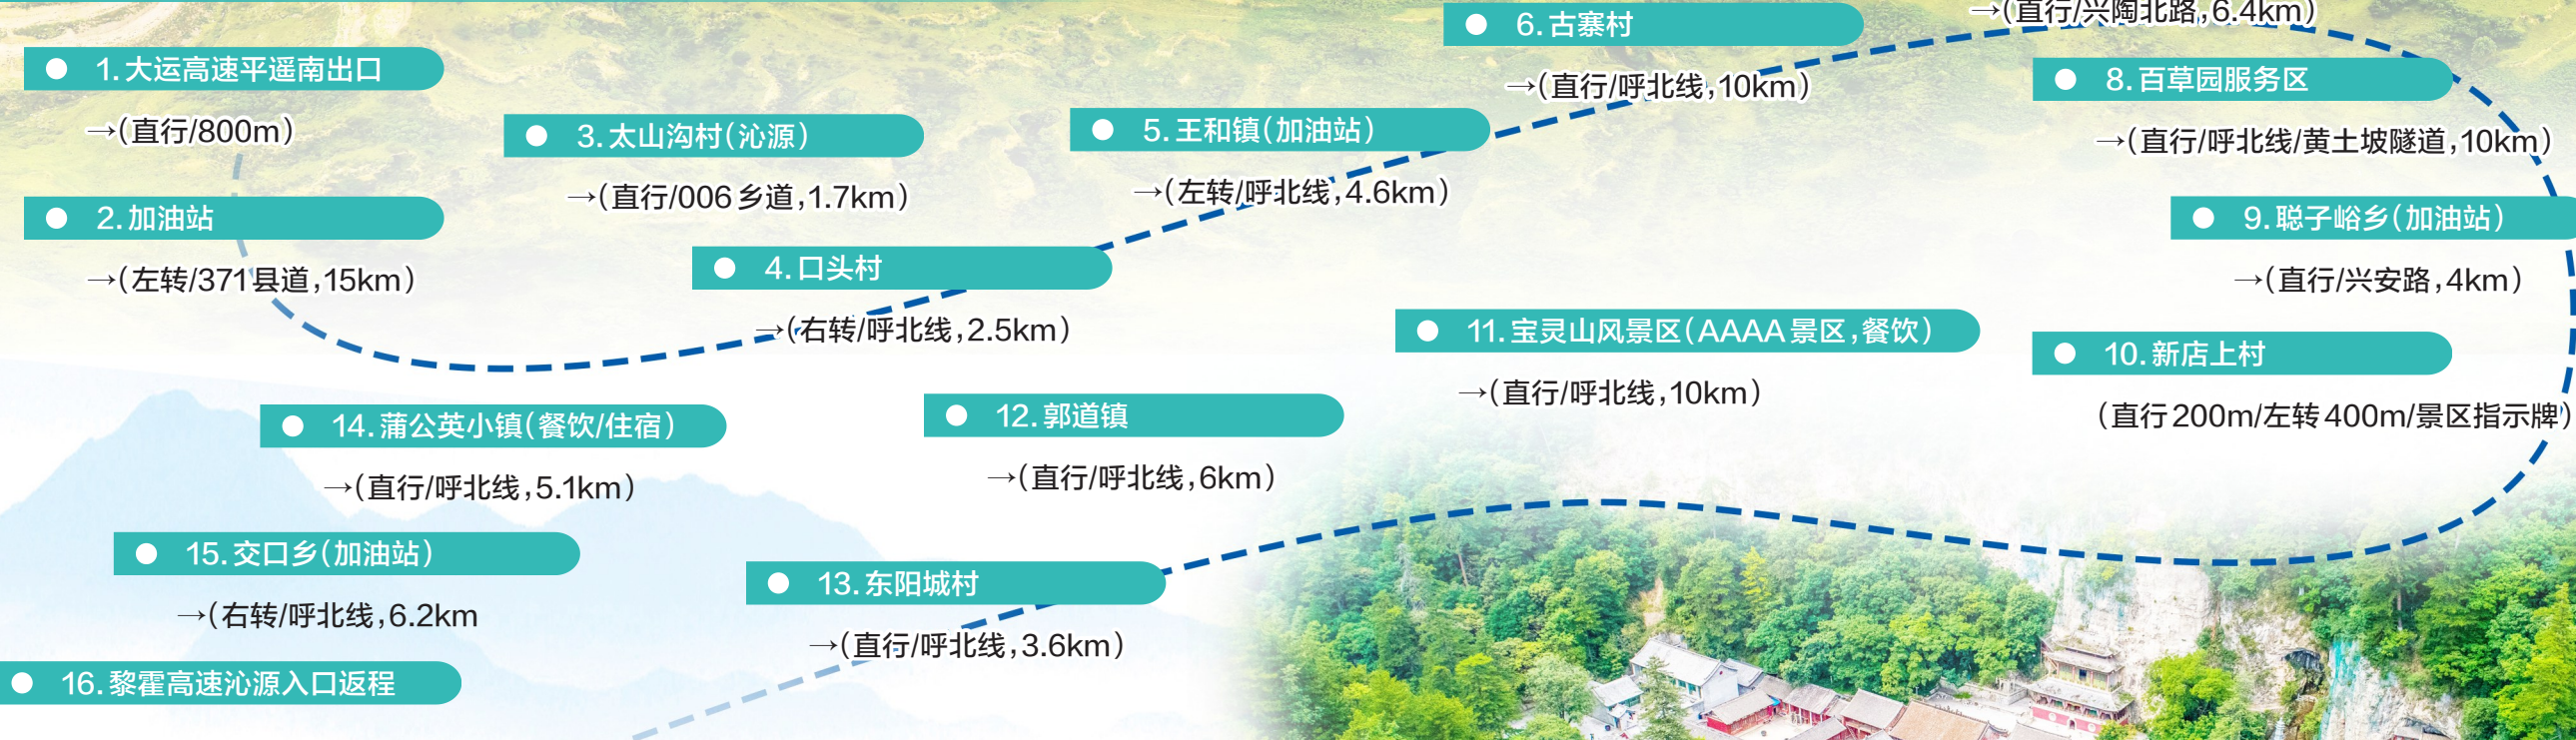 1.大运高速平遥南出口
→(直行/800m)
2.加油站
→(左转/371县道,15km)
3.太山沟村(沁源)
→(直行/006乡道,1.7km)
4.口头村
→(右转/呼北线,2.5km)
5.王和镇(加油站)
→(左转/呼北线,4.6km)
6.古寨村
→(直行/呼北线,10km)
→(直行/兴陶北路,6.4km)
8.百草园服务区
→(直行/呼北线/黄土坡隧道,10km)
9.聪子峪乡(加油站)
→(直行/兴安路,4km)
10.新店上村
(直行200m/左转400m/景区指示牌)
11.宝灵山风景区(AAAA景区,餐饮)
→(直行/呼北线,10km)
12.郭道镇
→(直行/呼北线,6km)
13.东阳城村
→(直行/呼北线,3.6km)
14.蒲公英小镇(餐饮/住宿)
→(直行/呼北线,5.1km)
15.交口乡(加油站)
→(右转/呼北线,6.2km
16.黎霍高速沁源入口返程